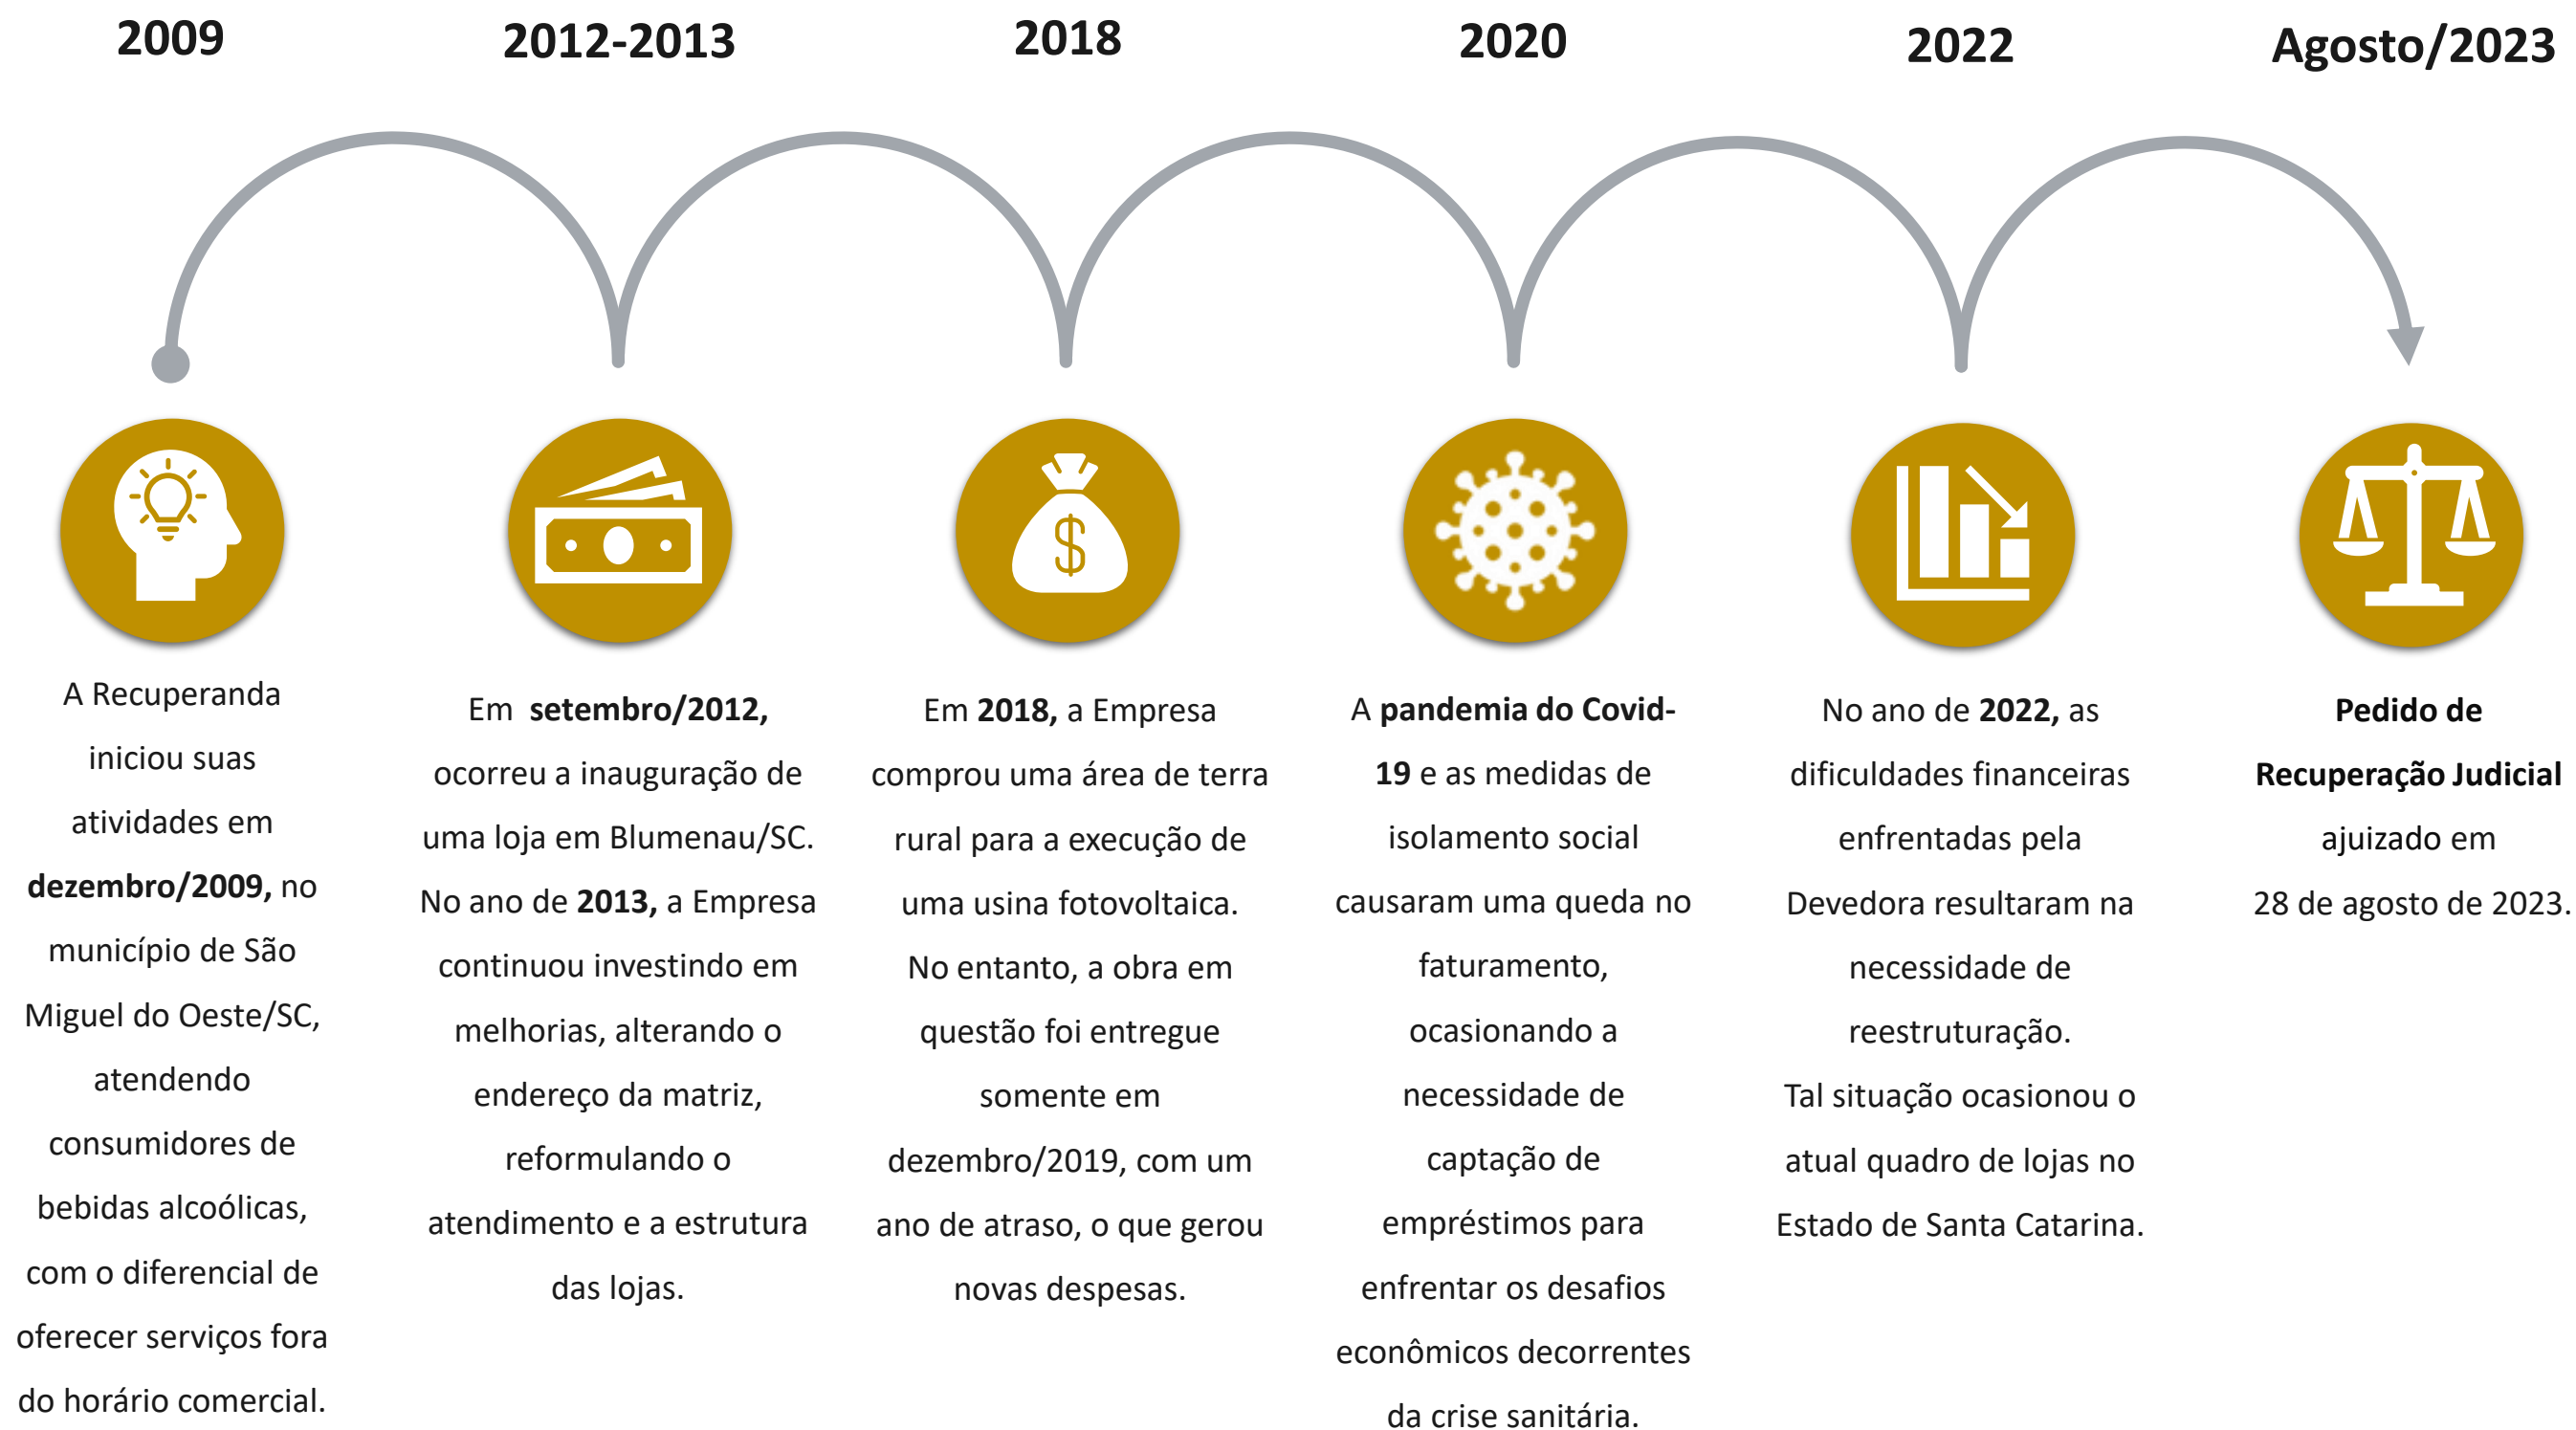 2009
A Recuperanda
iniciou suas
atividades em
dezembro/2009, no
município de São
Miguel do Oeste/SC,
atendendo
consumidores de
bebidas alcoólicas,
com o diferencial de
oferecer serviços fora
do horário comercial.
2012-2013
Em setembro/2012,
ocorreu a inauguração de
uma loja em Blumenau/SC.
No ano de 2013, a Empresa
continuou investindo em
melhorias, alterando o
endereço da matriz,
reformulando o
atendimento e a estrutura
das lojas.
2018
$
Em 2018, a Empresa
comprou uma área de terra
rural para a execução de
uma usina fotovoltaica.
No entanto, a obra em
questão foi entregue
somente em
dezembro/2019, com um
ano de atraso, o que gerou
novas despesas.
2020
A pandemia do Covid-
19 e as medidas de
isolamento social
causaram uma queda no
faturamento,
ocasionando a
necessidade de
captação de
empréstimos para
enfrentar os desafios
econômicos decorrentes
da crise sanitária.
2022
No ano de 2022, as
dificuldades financeiras
enfrentadas pela
Devedora resultaram na
necessidade de
reestruturação.
Tal situação ocasionou o
atual quadro de lojas no
Estado de Santa Catarina.
Agosto/2023
Pedido de
Recuperação Judicial
ajuizado em
28 de agosto de 2023.